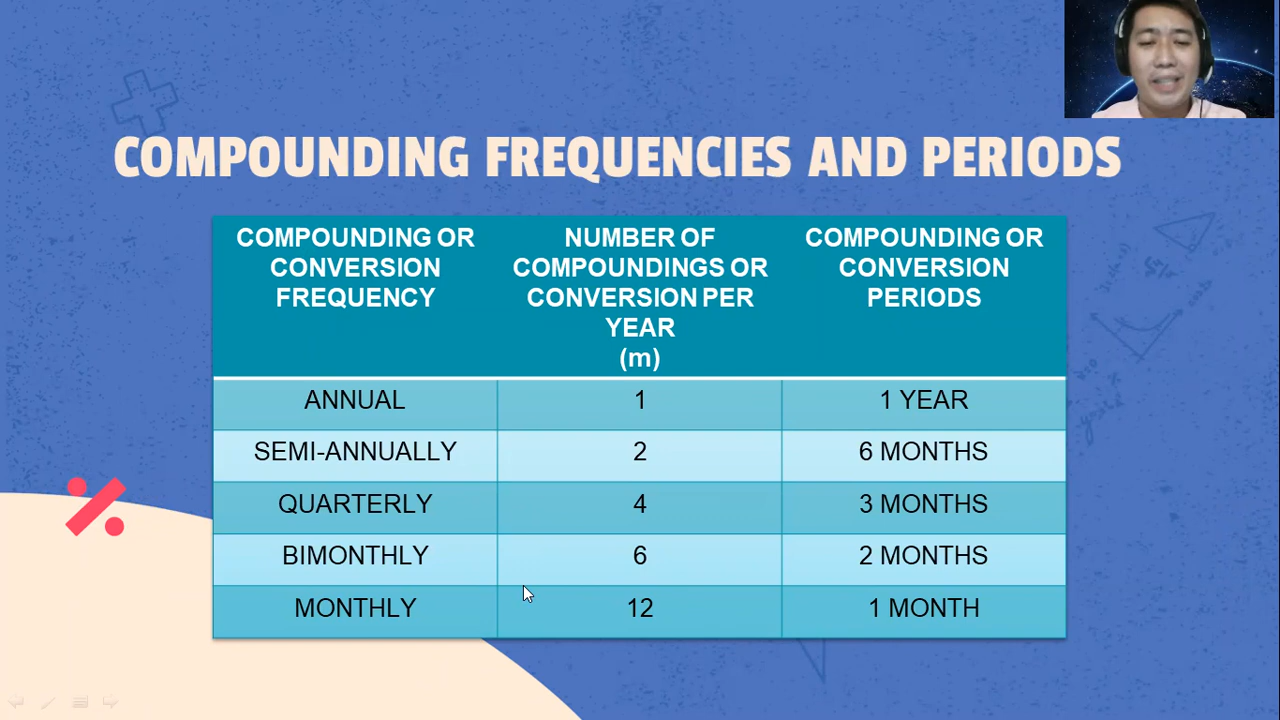 COMPOUNDING FREQUENCIES AND PERIODS
COMPOUNDING OR
CONVERSION
FREQUENCY
NUMBER OF
COMPOUNDINGS OR
CONVERSION PER
YEAR
(m)
COMPOUNDING OR
CONVERSION
PERIODS
ANNUAL 1 1 YEAR
SEMI-ANNUALLY 2 6 MONTHS
QUARTERLY 4 3 MONTHS
BIMONTHLY 6 2 MONTHS
MONTHLY 12 1 MONTH